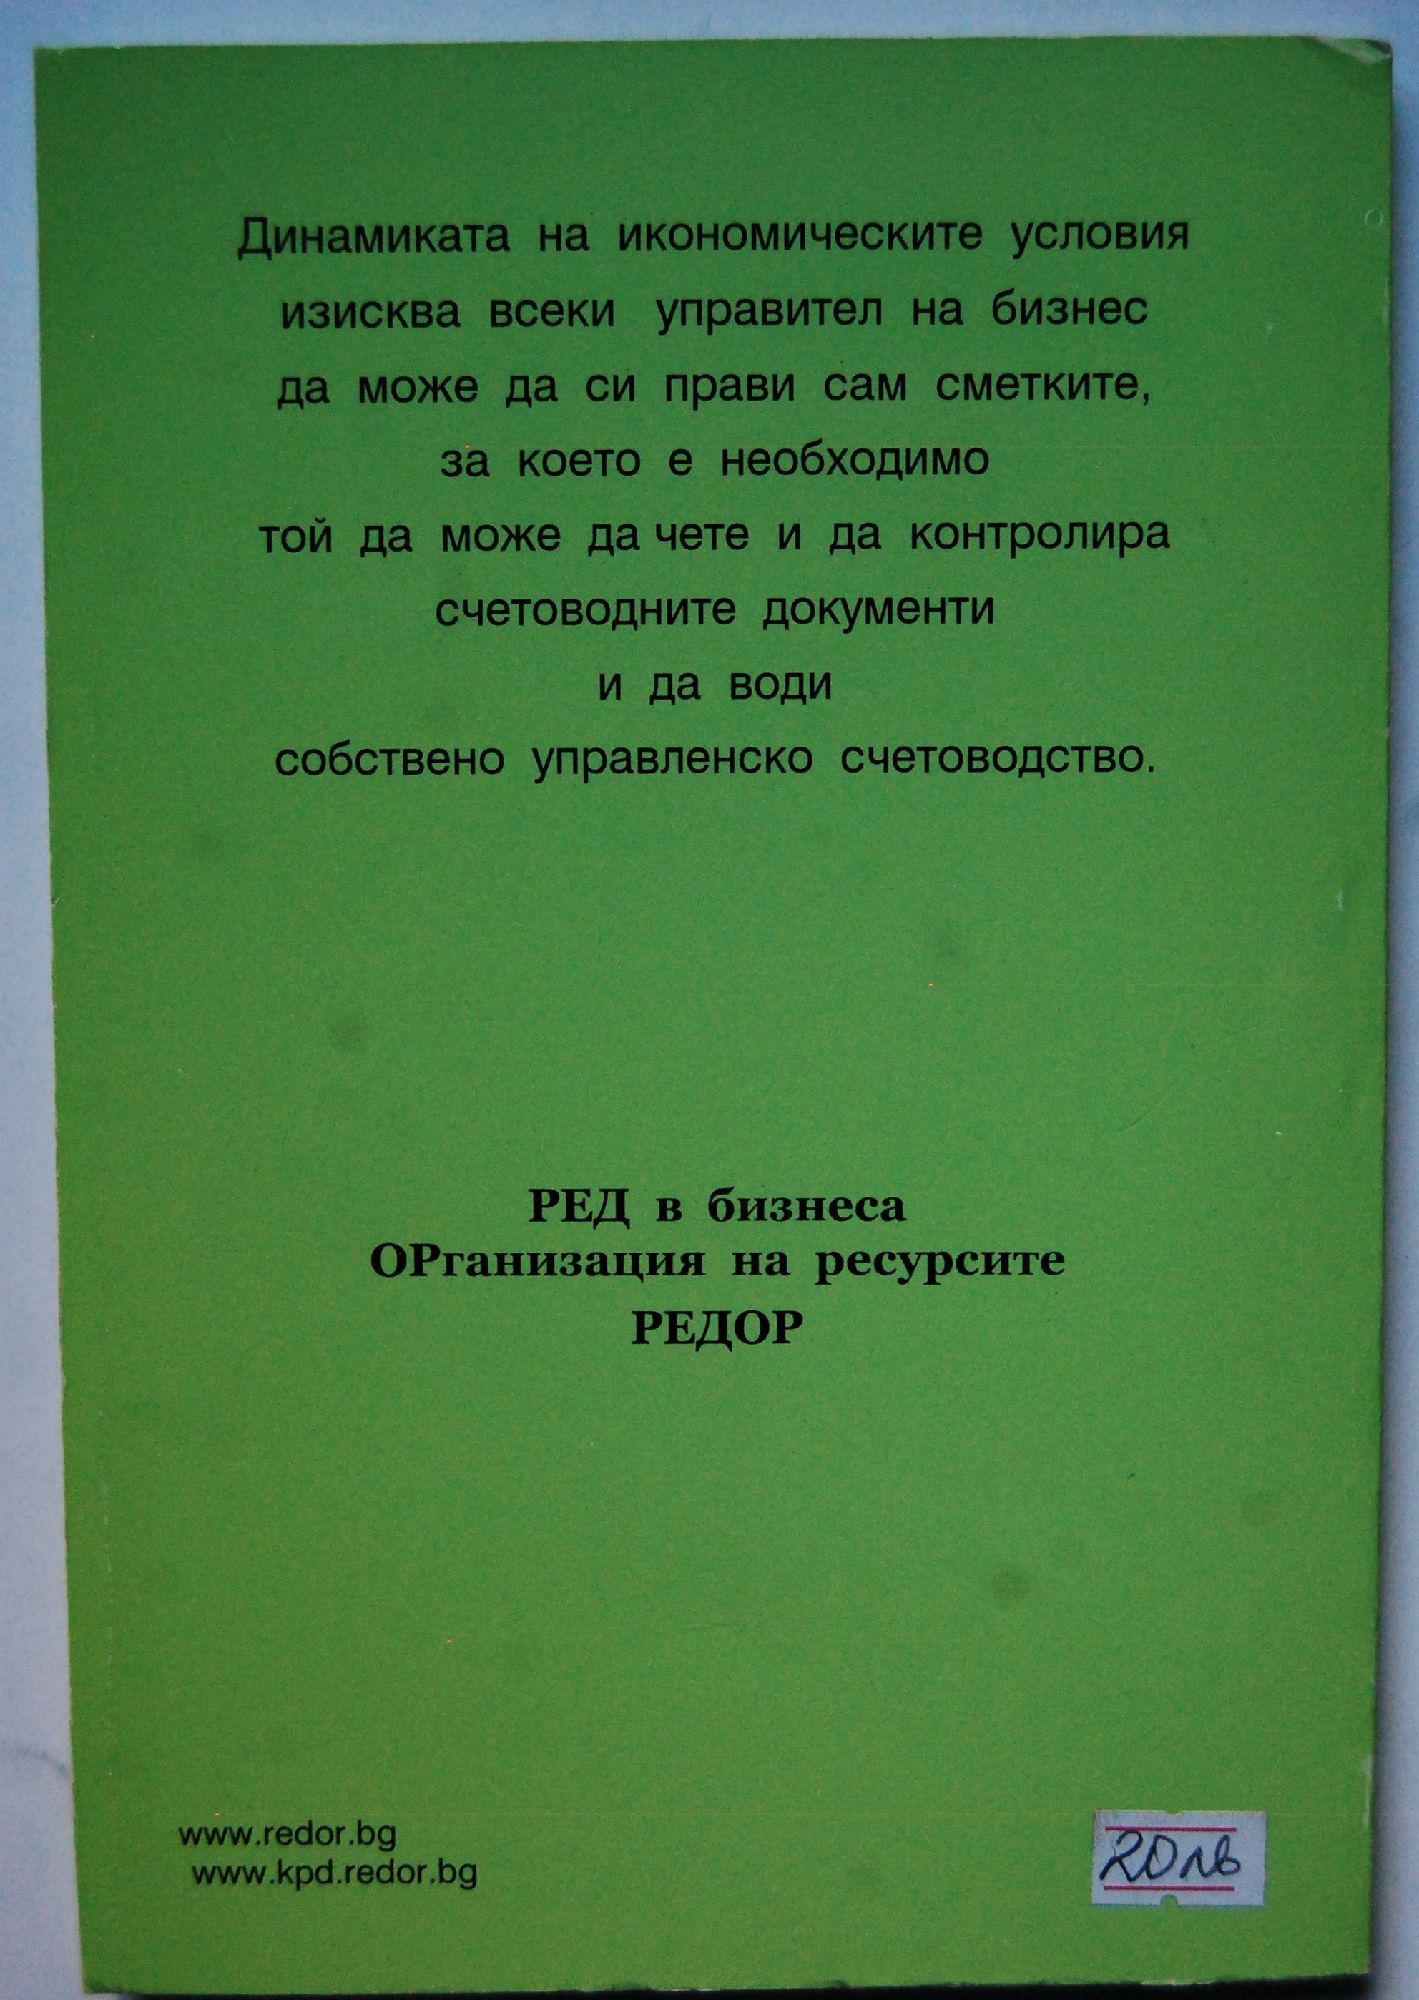 Динамиката на икономическите условия
изисква всеки управител на бизнес
да може да си прави сам сметките,
за което е необходимо
той да може да чете и да контролира
счетоводните документи
и да води
собствено управленско счетоводство.
РЕД в бизнеса
ОРганизация на ресурсите
РЕДОР
www.redor.bg
www.kpd.redor.bg
20 лв